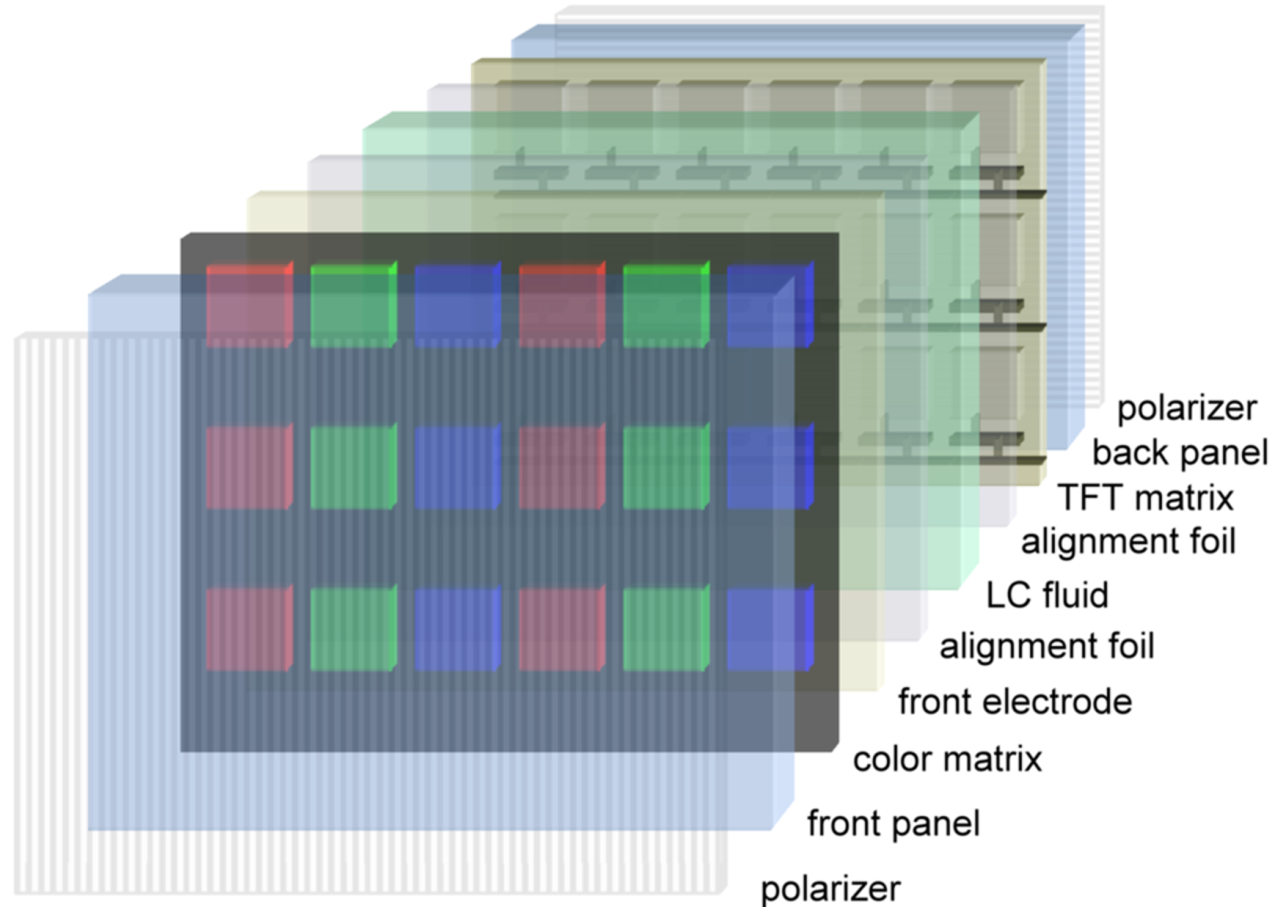 polarizer
back panel
TFT matrix
alignment foil
LC fluid
alignment foil
front electrode
color matrix
front panel
polarizer